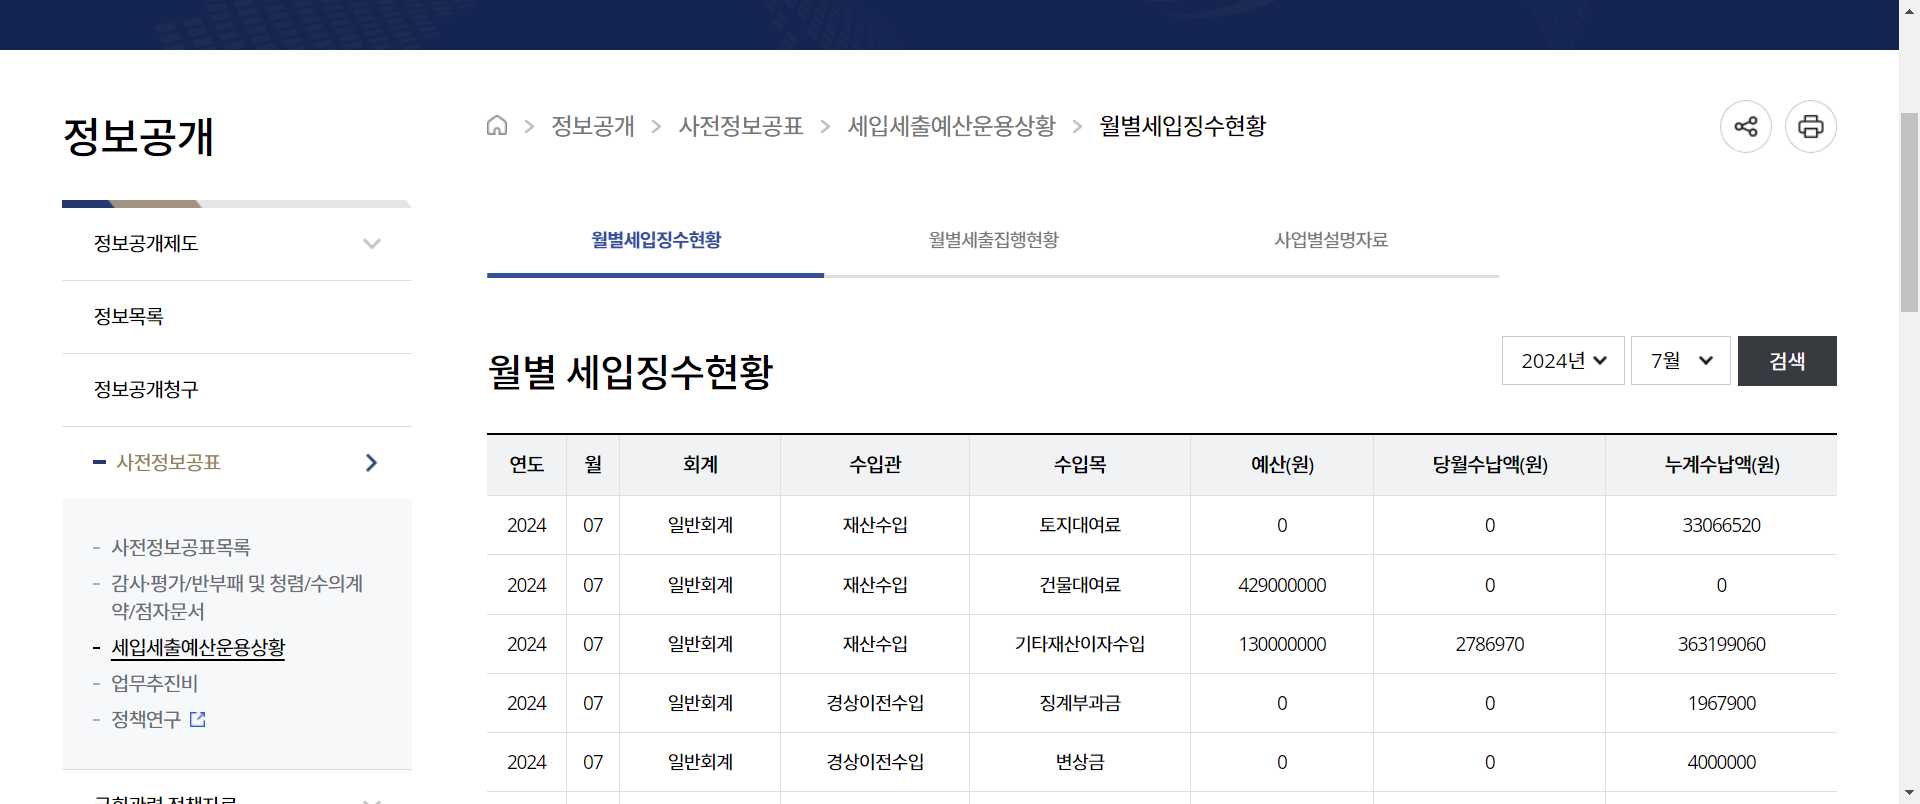 정보공개
정보공개 > 사전정보공표 > 세입세출예산운용상황 > 월별세입징수현황
정보공개제도
정보목록
정보공개청구
사전정보공표
- 사전정보공표목록
- 감사·평가/반부패 및 청렴/수의계
약/점자문서
- 세입세출예산운용상황
- 업무추진비
- 정책연구
월별세입징수현황 월별세출집행현황 사업별설명자료
월별 세입징수현황
2024년 7월 검색
연도 월 회계 수입관 수입목 예산(원) 당월수납액(원) 누계수납액(원)
2024 07 일반회계 재산수입 토지대여료 0 0 33066520
2024 07 일반회계 재산수입 건물대여료 429000000 0 0
2024 07 일반회계 재산수입 기타재산이자수입 130000000 2786970 363199060
2024 07 일반회계 경상이전수입 징계부과금 0 0 1967900
2024 07 일반회계 경상이전수입 변상금 0 0 4000000